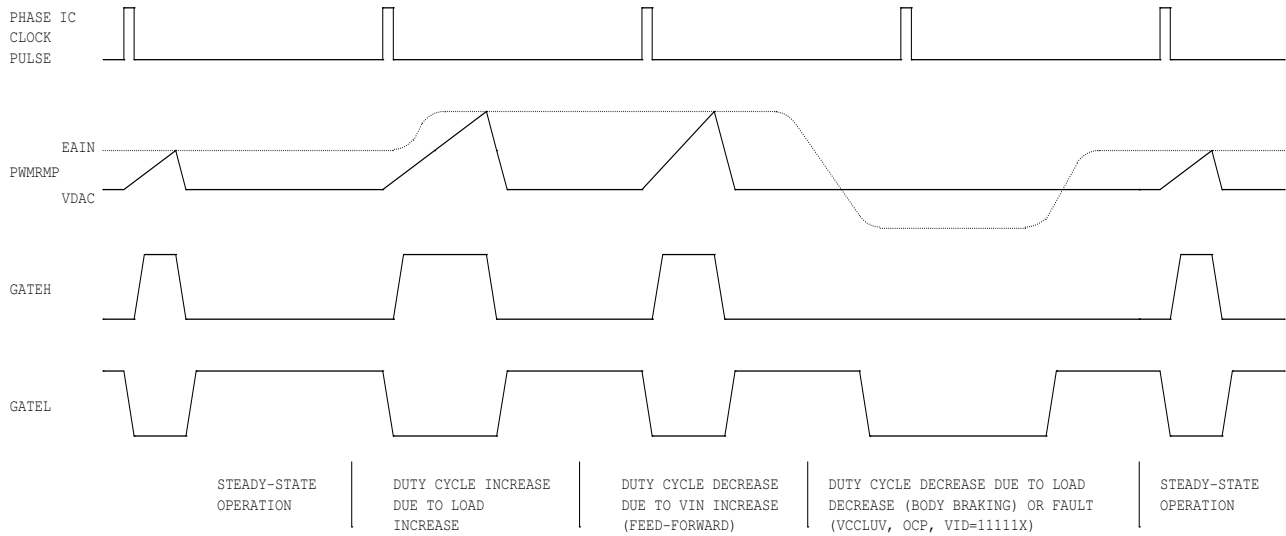 PHASE IC
CLOCK
PULSE
EAIN
PWMRMP
VDAC
GATEH
GATEL
STEADY-STATE
OPERATION
DUTY CYCLE INCREASE
DUE TO LOAD
INCREASE
DUTY CYCLE DECREASE
DUE TO VIN INCREASE
(FEED-FORWARD)
DUTY CYCLE DECREASE DUE TO LOAD
DECREASE (BODY BRAKING) OR FAULT
(VCCLUV, OCP, VID=11111X)
STEADY-STATE
OPERATION